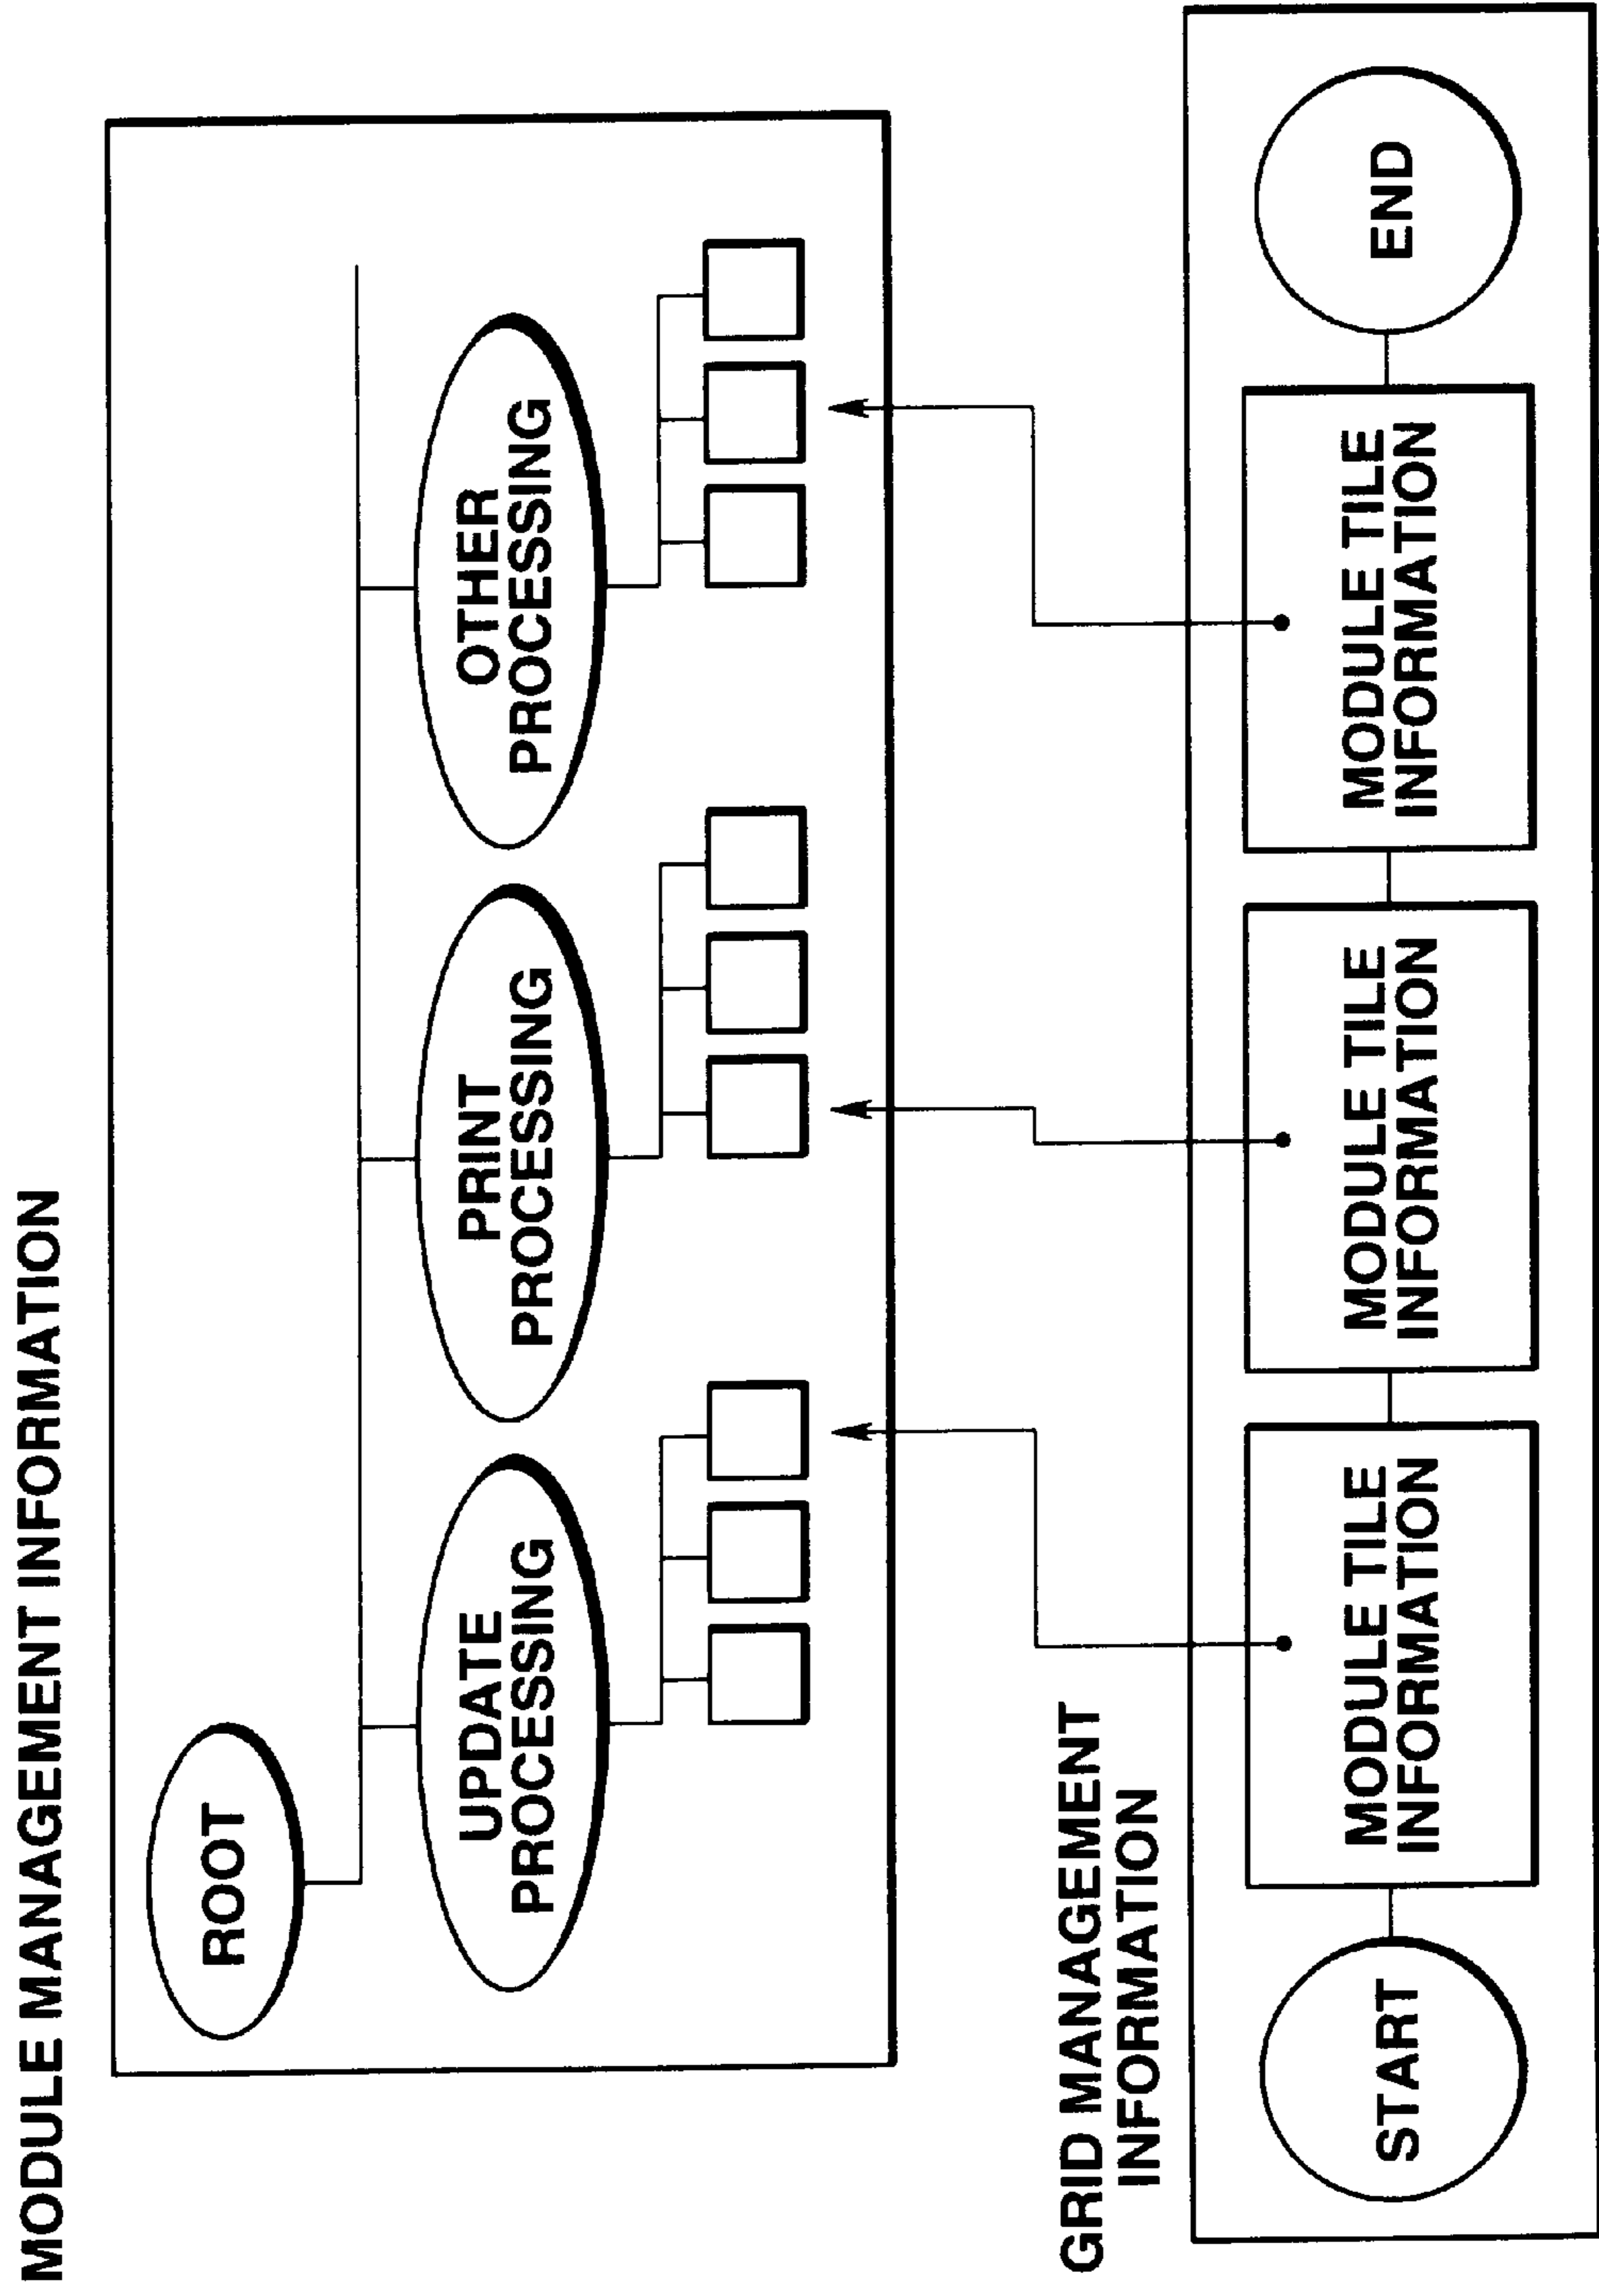 MODULE MANAGEMENT INFORMATION
ROOT
UPDATE
PROCESSING
PRINT
PROCESSING
OTHER
PROCESSING
GRID MANAGEMENT
INFORMATION
START
MODULE TILE
INFORMATION
MODULE TILE
INFORMATION
MODULE TILE
INFORMATION
END